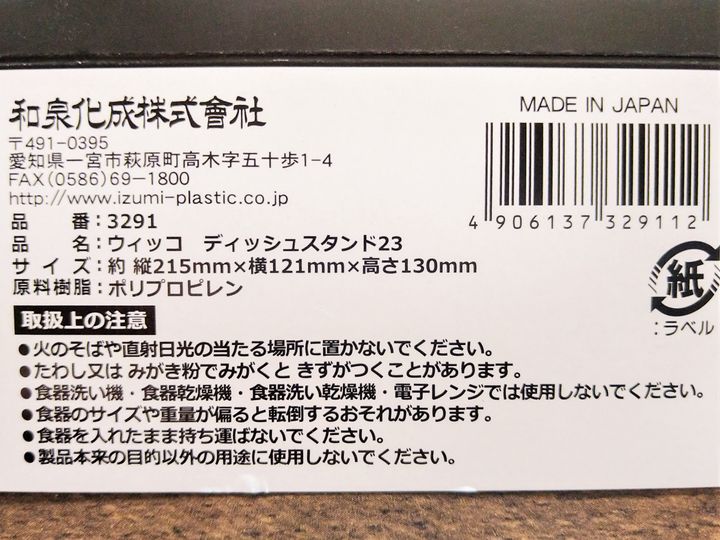 和泉化成株式會社
〒491-0395
愛知県一宮市萩原町高木字五十歩1-4
FAX(0586)69-1800
http://www.izumi-plastic.co.jp
品番:3291
品名:ウィッコ ディッシュスタンド23
サイズ:約 縦215mm×横121mm×高さ130mm
原料樹脂:ポリプロピレン
取扱上の注意
●火のそばや直射日光の当たる場所に置かないでください。
●たわし又は みがき粉でみがくと きずがつくことがあります。
●食器洗い機・食器乾燥機・食器洗い乾燥機・電子レンジでは使用しないでください。
●食器のサイズや重量が偏ると転倒するおそれがあります。
●食器を入れたまま持ち運ばないでください。
●製品本来の目的以外の用途に使用しないでください。
MADE IN JAPAN
4 906137 329112
紙
:ラベル